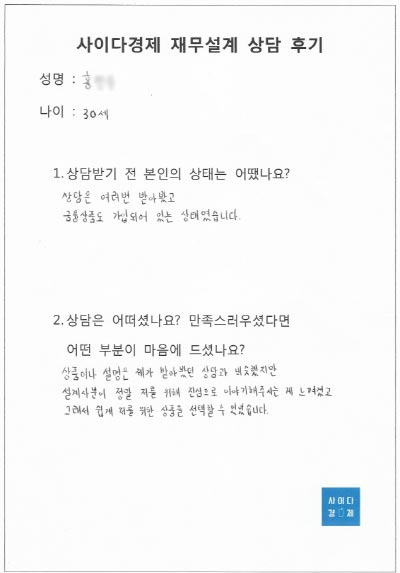 사이다경제 재무설계 상담 후기
성명 : 홍
나이 : 30세
1. 상담받기 전 본인의 상태는 어땠나요?
상담은 여러번 받아봤고
금융상품도 가입되어 있는 상태였습니다.
2. 상담은 어떠셨나요? 만족스러우셨다면
어떤 부분이 마음에 드셨나요?
상품이나 설명은 제가 받아봤던 상담과 비슷했지만
설계사분이 정말 저를 위해 진심으로 이야기해주시는 게 느껴졌고
그래서 쉽게 저를 위한 상품을 선택할 수 있었습니다.
사이다
경제